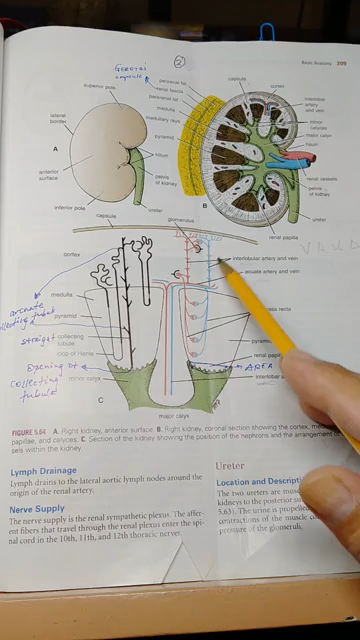 2
Basic Anatomy 209
GEROTA'S
capsule
superior pole
lateral
border
A
anterior
surface
hilum
pelvis
of kidney
inferior pole
ureter
perirenal fat
renal fascia
perirenal fat
medulla
medullary rays
pyramids
B
capsule
cortex
interlobar
artery
and vein
minor
calyces
major
calyx
hilum
renal vessels
pelvis of
kidney
ureter
renal papilla
capsule
glomerulus
cortex
interlobular artery and vein
arcuate artery and vein
medulla
arcuate
collecting tubule
pyramid
straight
collecting
tubule
loop of Henle
vasa recta
pyramid
renal papilla
Opening of
collecting
tubule
minor calyx
AREA
interlobar
C
major calyx
FIGURE 5.64 A. Right kidney, anterior surface. B. Right kidney, coronal section showing the cortex, medulla,
papillae, and calyces. C. Section of the kidney showing the position of the nephrons and the arrangement of
sels within the kidney.
Lymph Drainage
Lymph drains to the lateral aortic lymph nodes around the
origin of the renal artery.
Nerve Supply
The nerve supply is the renal sympathetic plexus. The affer-
ent fibers that travel through the renal plexus enter the spi-
nal cord in the 10th, 11th, and 12th thoracic nerves.
Ureter
Location and Descripti
The two ureters are mus
kidneys to the posterior su
5.63). The urine is propelled
contractions of the muscle co
pressure of the glomeruli.